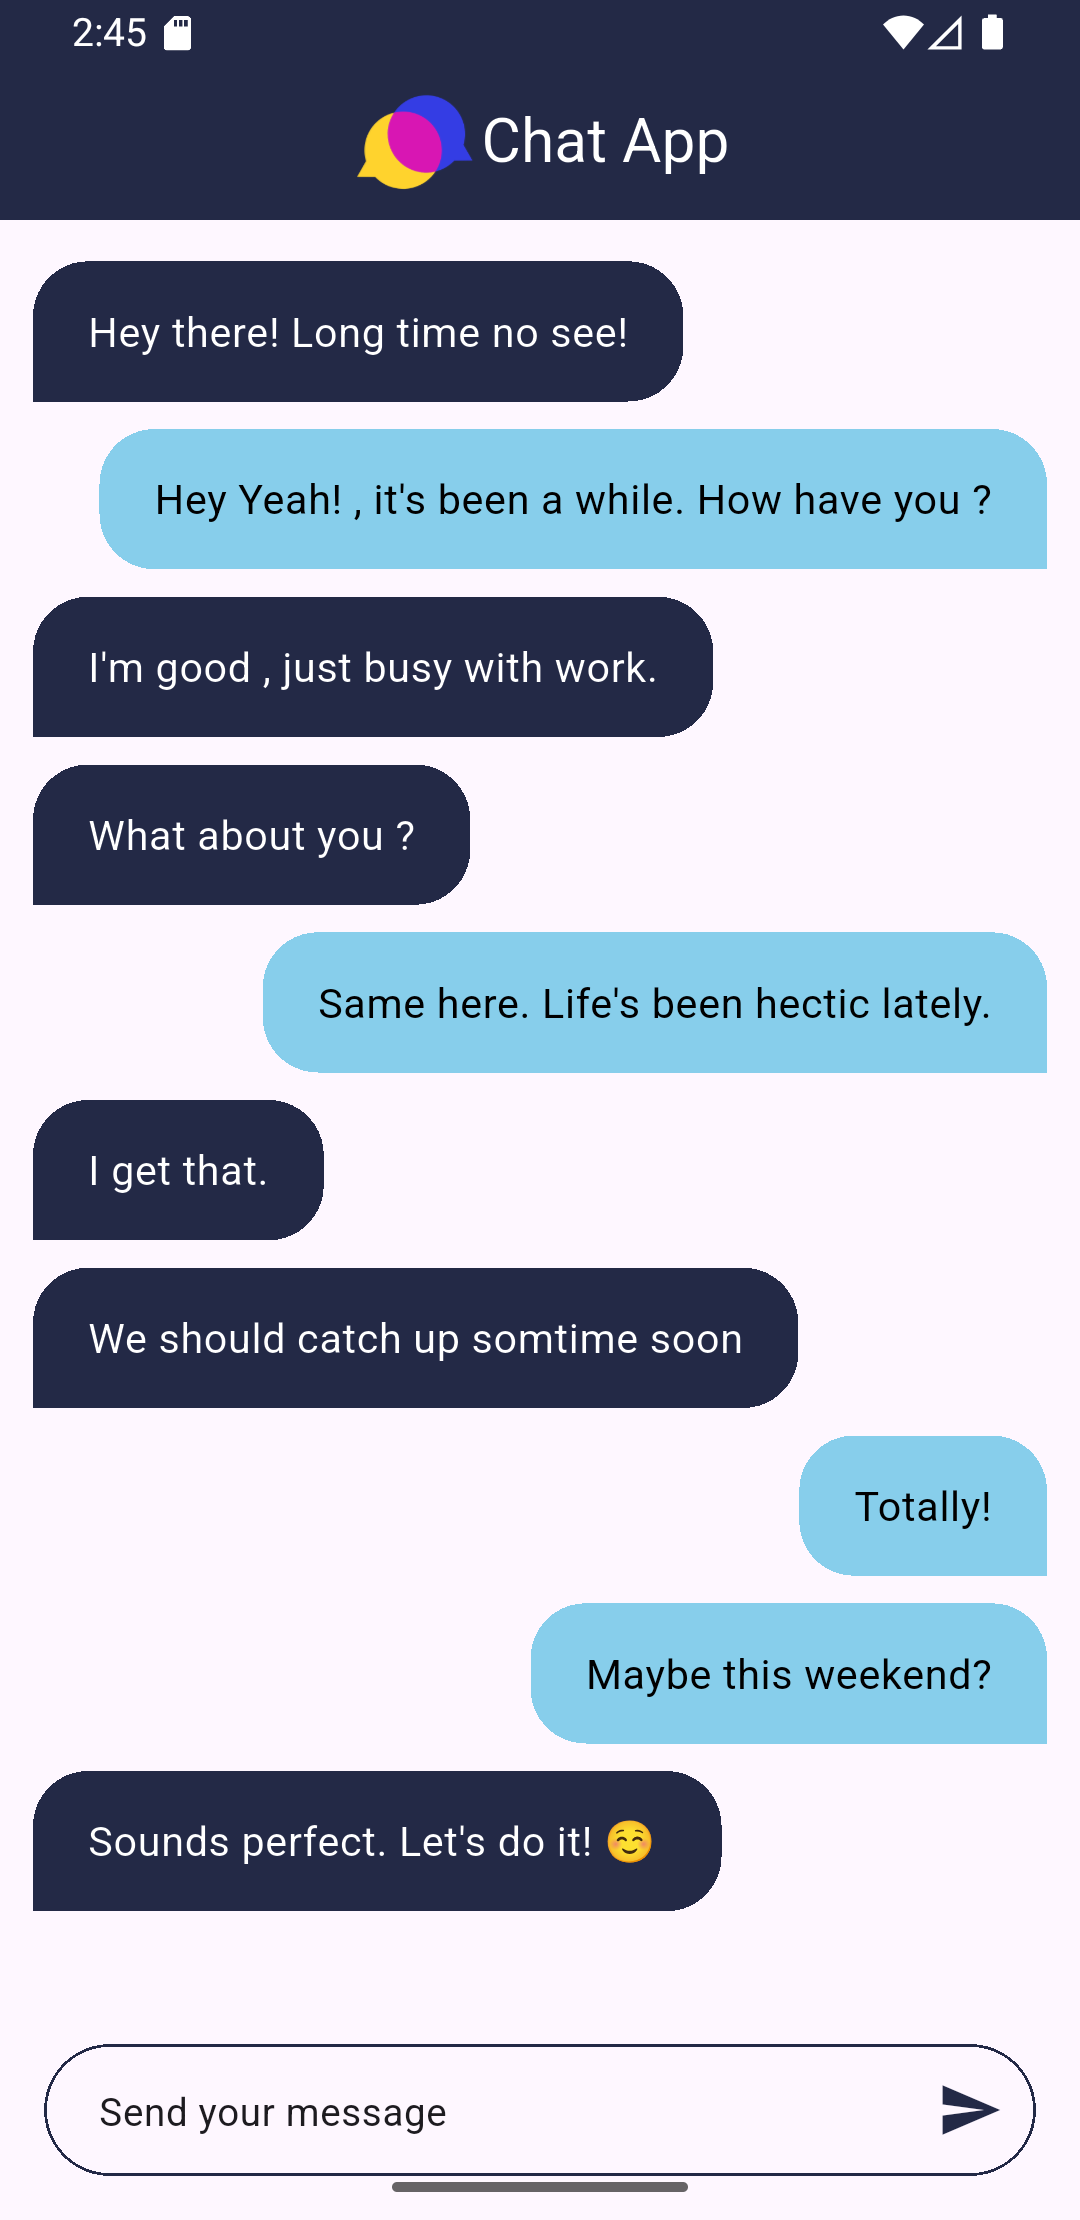 2:45
Chat App
Hey there! Long time no see!
Hey Yeah! , it's been a while. How have you ?
I'm good , just busy with work.
What about you ?
Same here. Life's been hectic lately.
I get that.
We should catch up somtime soon
Totally!
Maybe this weekend?
Sounds perfect. Let's do it! ☺️
Send your message